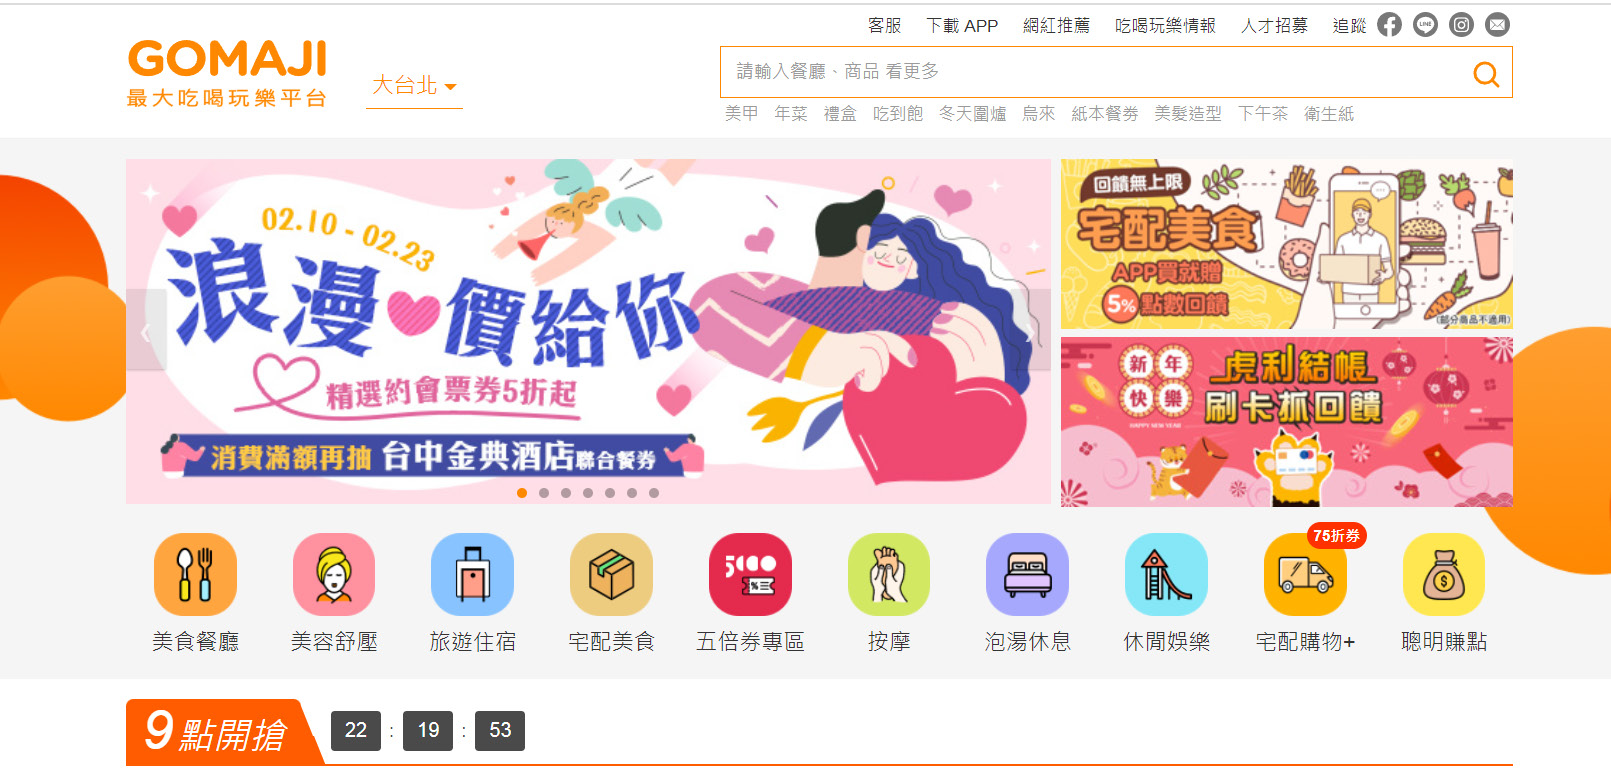 客服 下載 APP 網紅推薦 吃喝玩樂情報 人才招募 追蹤
LINE
GOMAJI
最大吃喝玩樂平台
大台北
請輸入餐廳、商品 看更多
美甲 年菜 禮盒 吃到飽 冬天圍爐 烏來 紙本餐券 美髮造型 下午茶 衛生紙
02.10 - 02.23
浪漫 價給你
精選約會票券5折起
消費滿額再抽 台中金典酒店聯合餐券
回饋無上限
宅配美食
APP買就贈
5% 點數回饋
(部分商品不適用)
新年
快樂
HAPPY NEW YEAR
虎利結帳
刷卡抓回饋
5000
%
75折券
$
美食餐廳 美容舒壓 旅遊住宿 宅配美食 五倍券專區 按摩 泡湯休息 休閒娛樂 宅配購物+ 聰明賺點
9點開搶 22 : 19 : 53